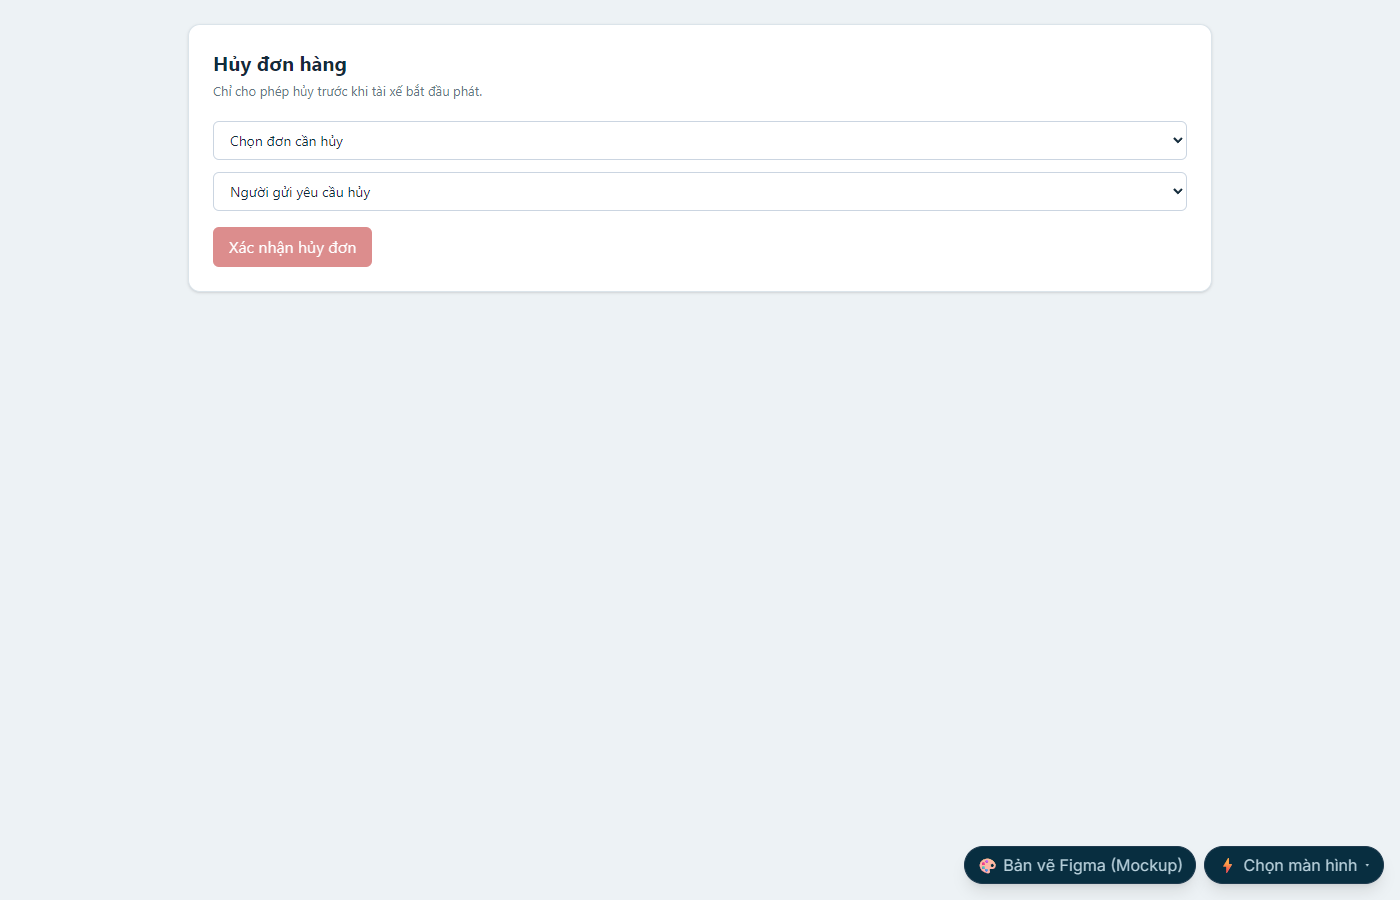 Hủy đơn hàng
Chỉ cho phép hủy trước khi tài xế bắt đầu phát.
Chọn đơn cần hủy
Người gửi yêu cầu hủy
Xác nhận hủy đơn
Bản vẽ Figma (Mockup)
Chọn màn hình